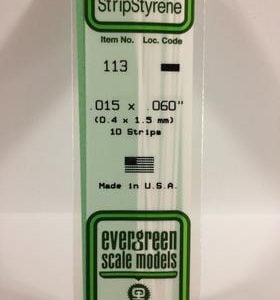 StripStyrene
Item No. Loc. Code
113
.015 x .060"
(0.4 x 1.5 mm)
10 Strips
Made in U.S.A.
evergreen
scale models